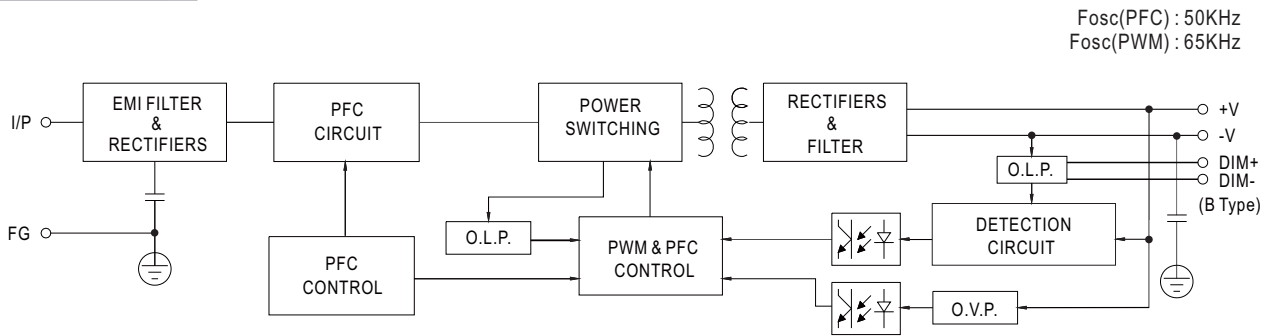 Fosc(PFC) : 50KHz
Fosc(PWM) : 65KHz
I/P
EMI FILTER
&
RECTIFIERS
PFC
CIRCUIT
POWER
SWITCHING
RECTIFIERS
&
FILTER
+V
-V
O.L.P.
DIM+
DIM-
(B Type)
FG
O.L.P.
PFC
CONTROL
PWM & PFC
CONTROL
DETECTION
CIRCUIT
O.V.P.